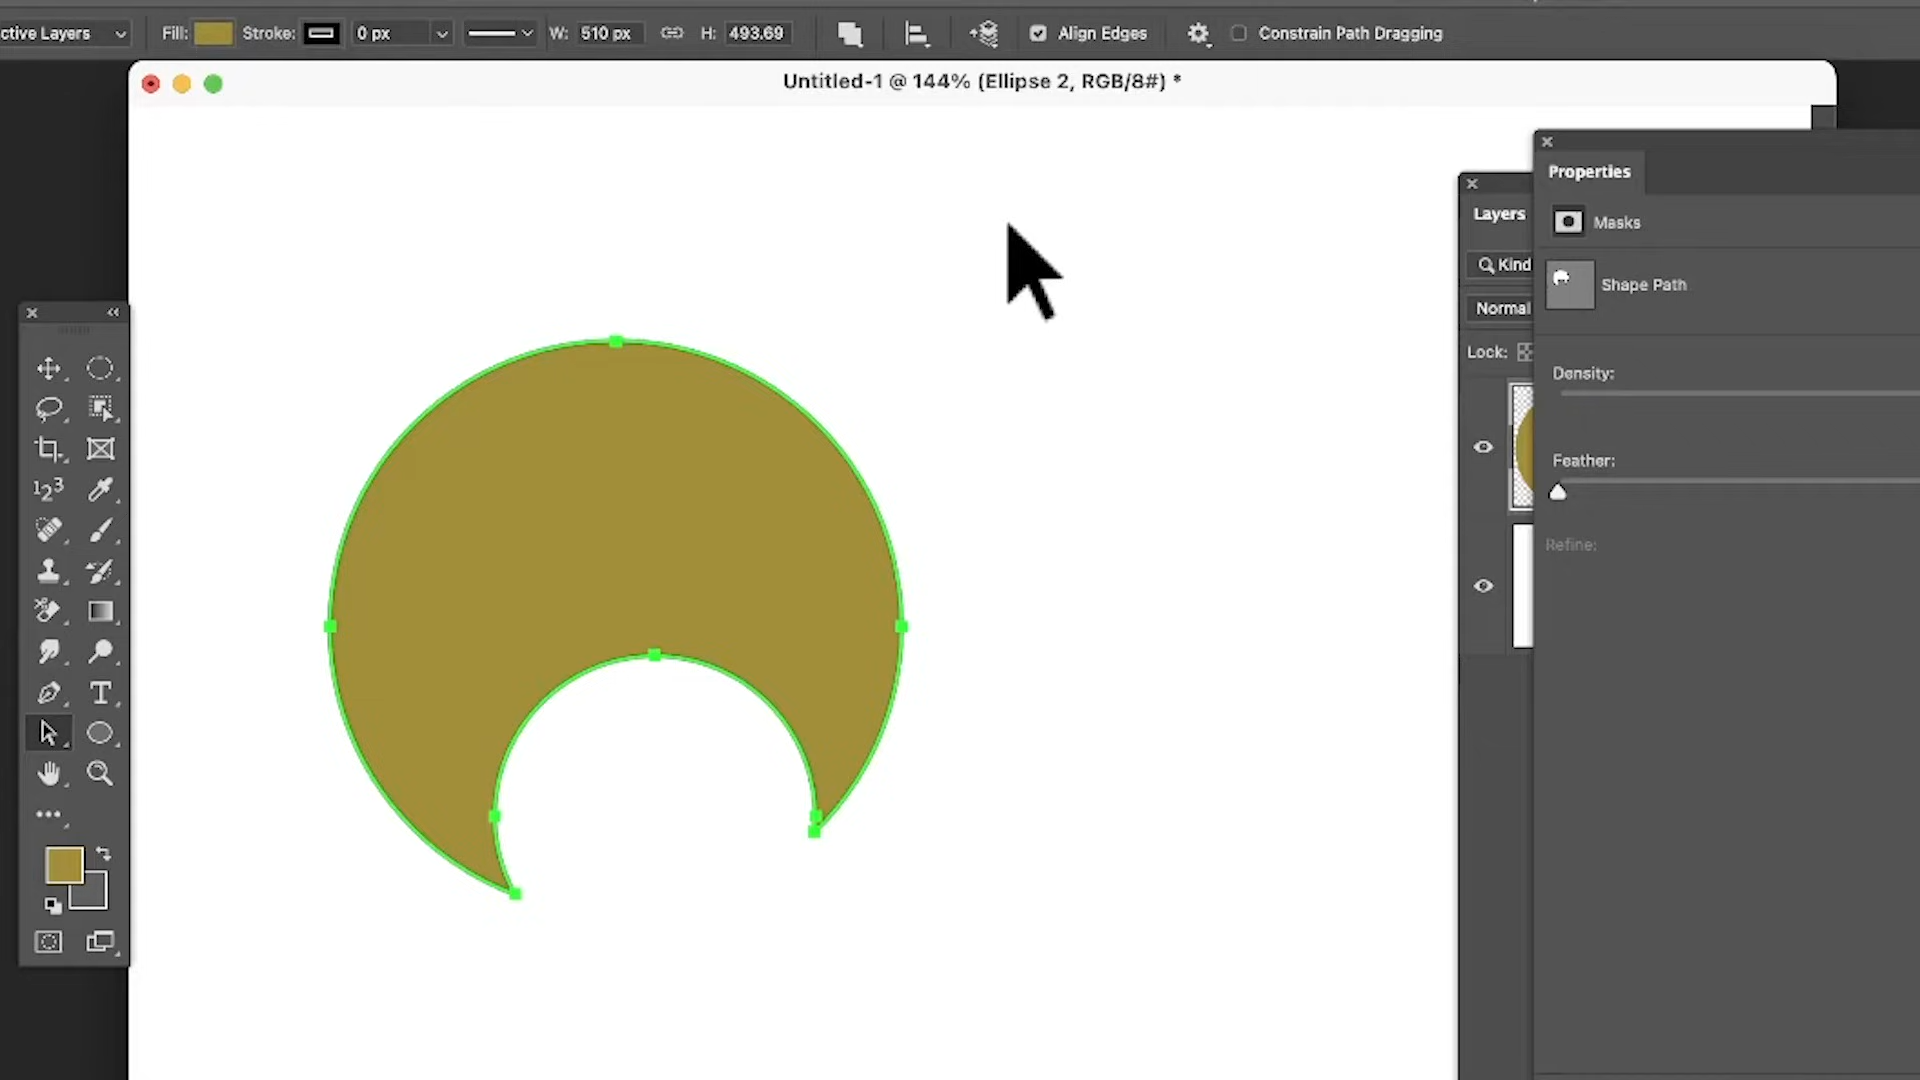 ctive Layers Fill: Stroke: 0 px W: 510 px H: 493.69 Align Edges Constrain Path Dragging
Untitled-1 @ 144% (Ellipse 2, RGB/8#) *
Properties
Layers
Masks
Kind
Shape Path
Normal
Lock:
Density:
Feather:
Refine: